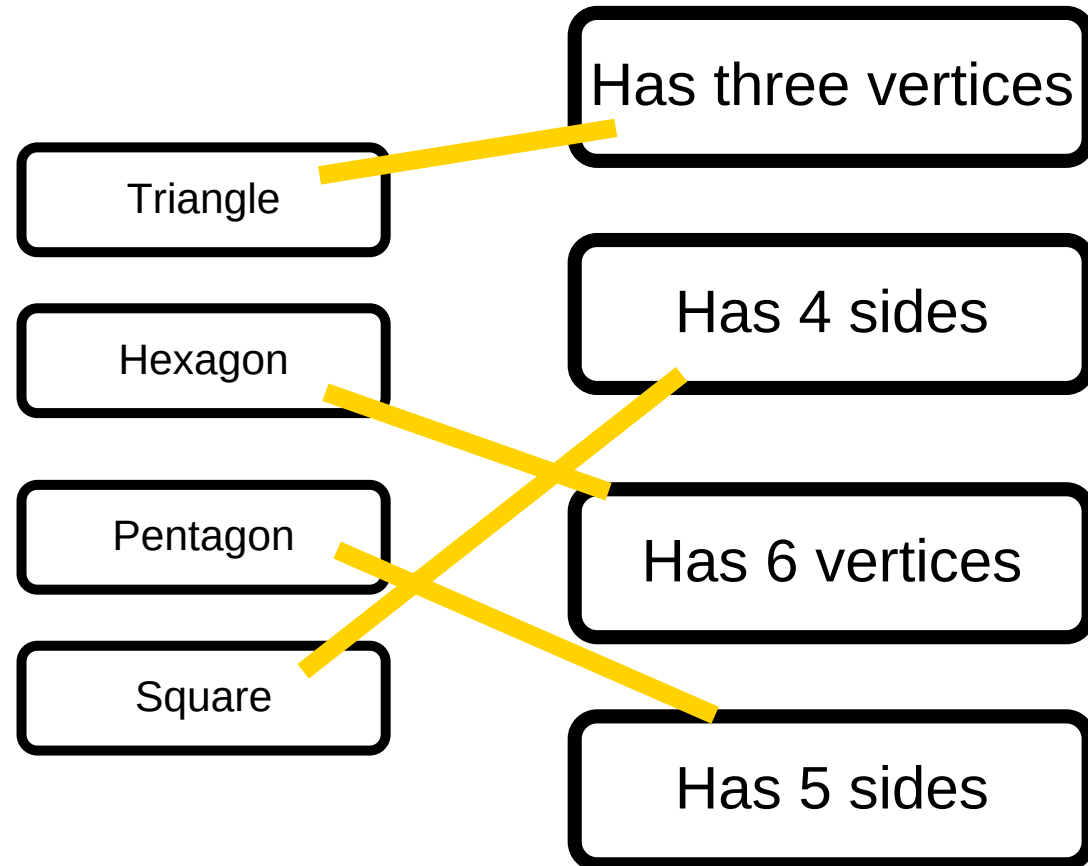 Triangle
Hexagon
Pentagon
Square
Has three vertices
Has 4 sides
Has 6 vertices
Has 5 sides